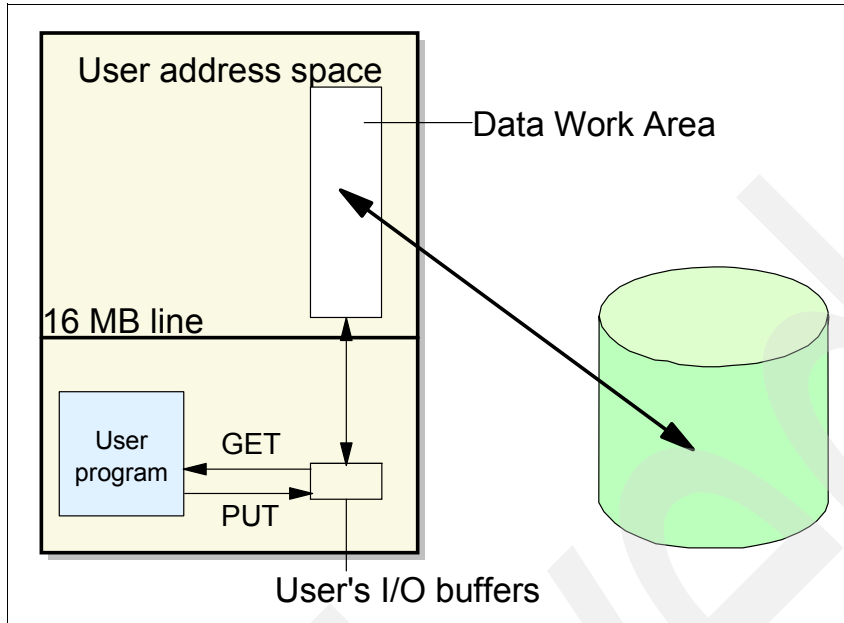 User address space
Data Work Area
16 MB line
User
program
GET
PUT
User's I/O buffers